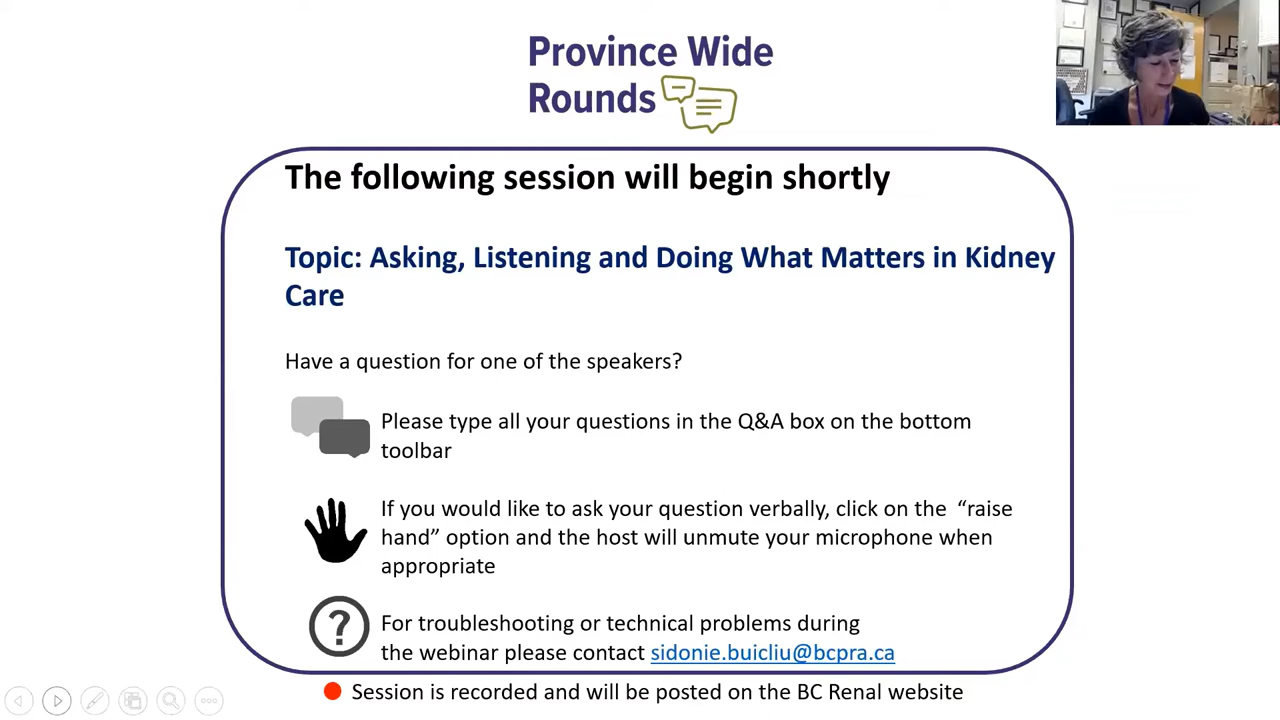 Province Wide
Rounds
The following session will begin shortly
Topic: Asking, Listening and Doing What Matters in Kidney
Care
Have a question for one of the speakers?
Please type all your questions in the Q&A box on the bottom
toolbar
If you would like to ask your question verbally, click on the “raise
hand” option and the host will unmute your microphone when
appropriate
?
For troubleshooting or technical problems during
the webinar please contact sidonie.buicliu@bcpra.ca
Session is recorded and will be posted on the BC Renal website